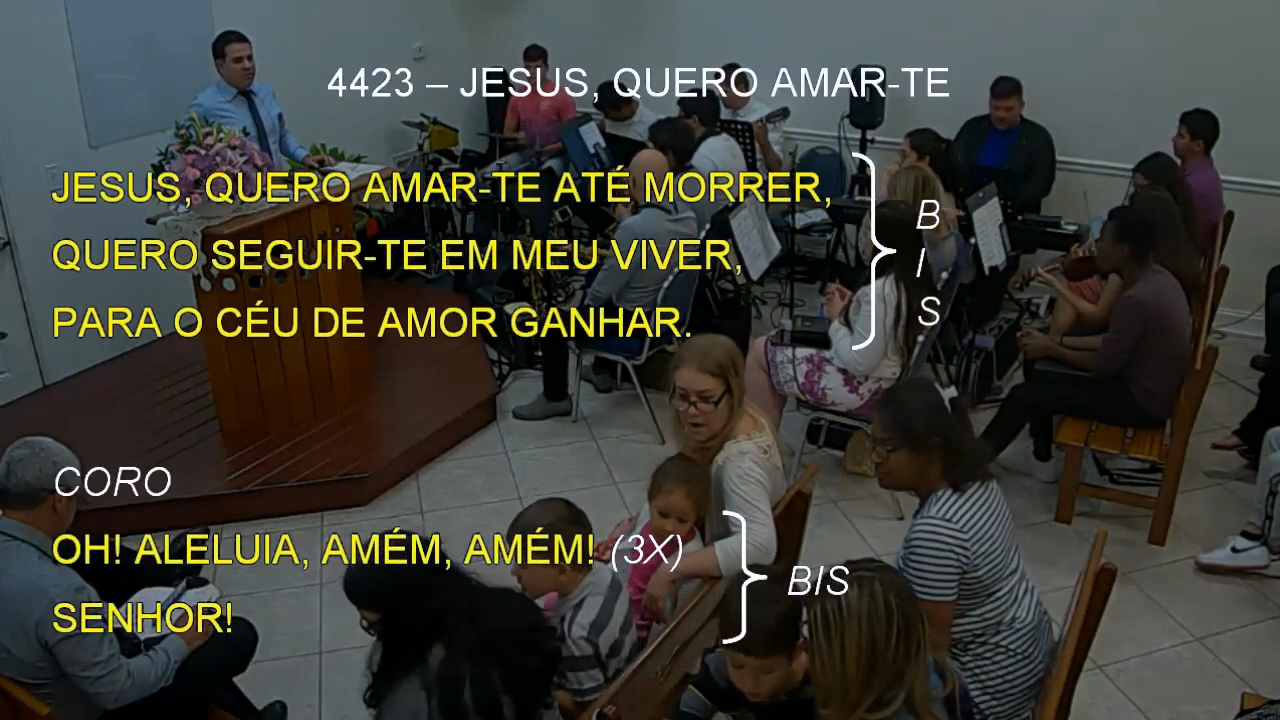 4423 – JESUS, QUERO AMAR-TE
JESUS, QUERO AMAR-TE ATÉ MORRER,
QUERO SEGUIR-TE EM MEU VIVER,
PARA O CÉU DE AMOR GANHAR.
BIS
CORO
OH! ALELUIA, AMÉM, AMÉM! (3X)
SENHOR!
BIS